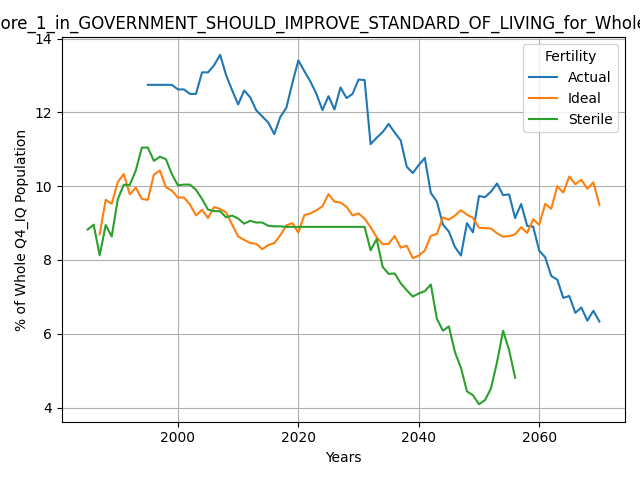 ore_1_in_GOVERNMENT_SHOULD_IMPROVE_STANDARD_OF_LIVING_for_Whole
14
12
10
8
6
4
% of Whole Q4_IQ Population
Fertility
Actual
Ideal
Sterile
2000
2020
2040
2060
Years